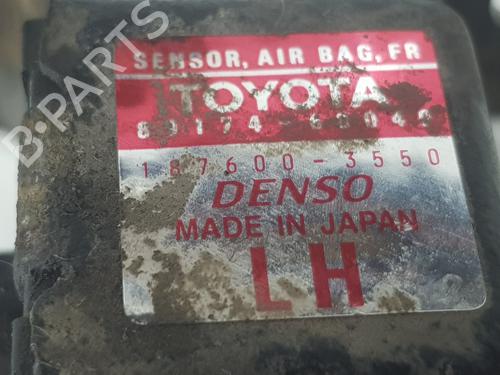 SENSOR, AIR BAG, FR
TOYOTA
187600-3550
DENSO
MADE IN JAPAN
LH
B-PARTS